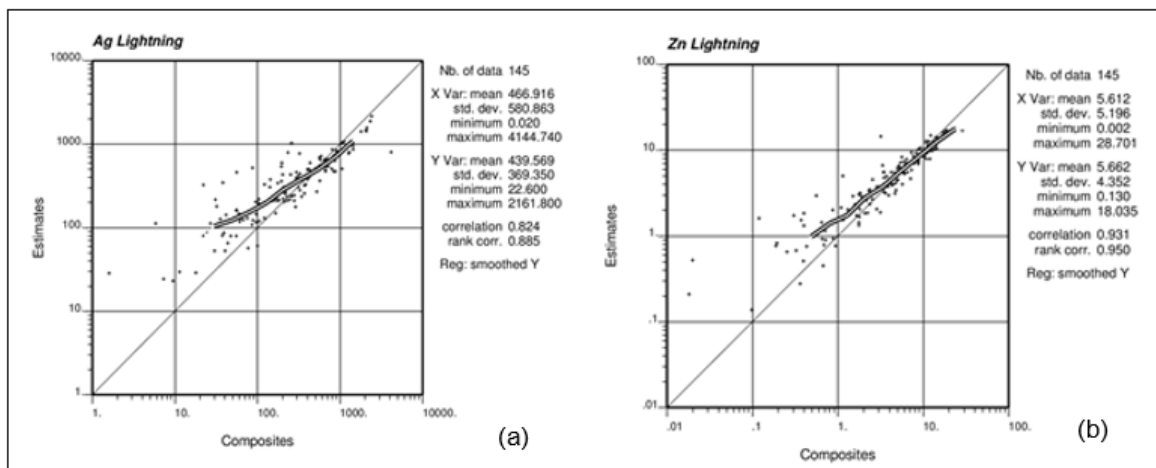 Ag Lightning
10000.
1000
100
10.
1.
Estimates
1.
10.
100.
1000.
10000.
Composites
Nb. of data 145
X Var: mean 466.916
std. dev. 580.863
minimum 0.020
maximum 4144.740
Y Var: mean 439.569
std. dev. 369.350
minimum 22.600
maximum 2161.800
correlation 0.824
rank corr. 0.885
Reg: smoothed Y
(a)
Zn Lightning
100.
10.
1.
.1
.01
Estimates
.01
.1
1.
10.
100.
Composites
Nb. of data 145
X Var: mean 5.612
std. dev. 5.196
minimum 0.002
maximum 28.701
Y Var: mean 5.662
std. dev. 4.352
minimum 0.130
maximum 18.035
correlation 0.931
rank corr. 0.950
Reg: smoothed Y
(b)